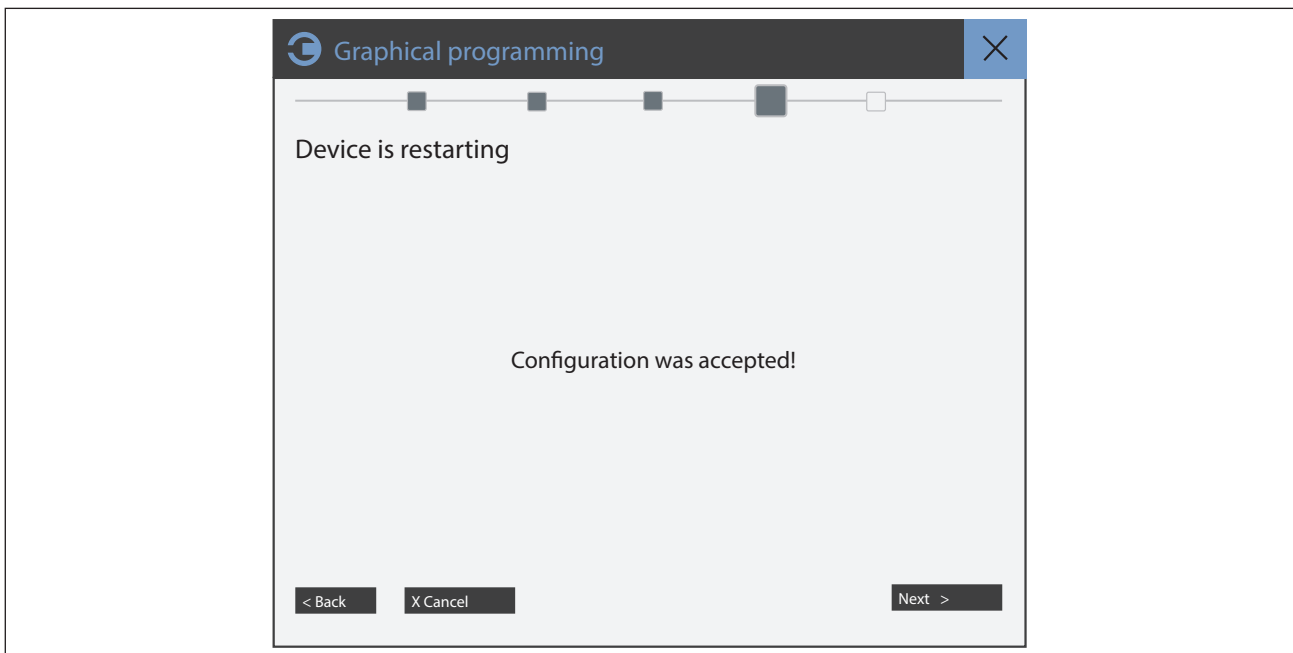 Graphical programming
Device is restarting
Configuration was accepted!
< Back
X Cancel
Next >